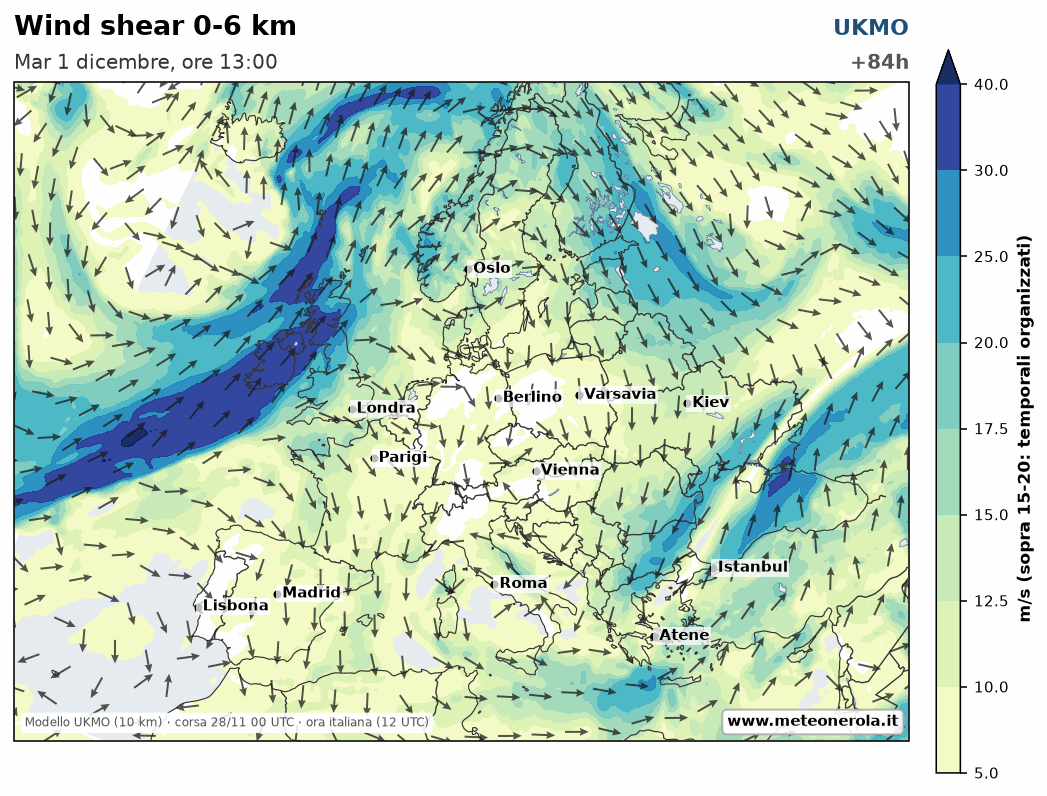 Wind shear 0-6 km
UKMO
Mar 1 dicembre, ore 13:00
+84h
40.0
30.0
25.0
20.0
17.5
15.0
12.5
10.0
5.0
m/s (sopra 15-20: temporali organizzati)
Oslo
Berlino
Varsavia
Kiev
Londra
Parigi
Vienna
Istanbul
Roma
Madrid
Lisbona
Atene
Modello UKMO (10 km) · corsa 28/11 00 UTC · ora italiana (12 UTC)
www.meteonerola.it